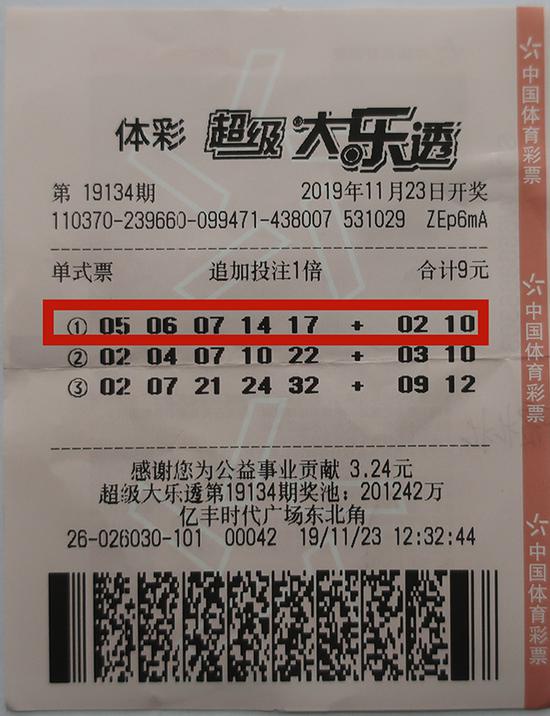 体彩 超级大乐透
第 19134期 2019年11月23日开奖
110370-239660-099471-438007 531029 ZEp6mA
单式票 追加投注1倍 合计9元
① 05 06 07 14 17 + 02 10
② 02 04 07 10 22 + 03 10
③ 02 07 21 24 32 + 09 12
感谢您为公益事业贡献 3.24元
超级大乐透第19134期奖池：201242万
亿丰时代广场东北角
26-026030-101 00042 19/11/23 12:32:44
中国体育彩票
中国体育彩票
中国体育彩票